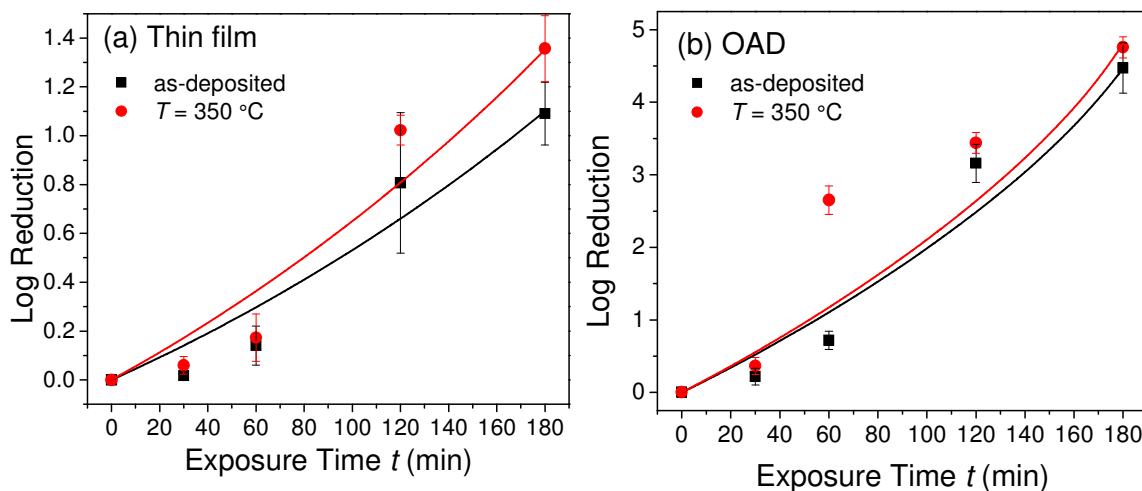 (a) Thin film
as-deposited
T = 350 °C
1.4
1.2
1.0
0.8
0.6
0.4
0.2
0.0
Log Reduction
0 20 40 60 80 100 120 140 160 180
Exposure Time t (min)
(b) OAD
as-deposited
T = 350 °C
5
4
3
2
1
0
Log Reduction
0 20 40 60 80 100 120 140 160 180
Exposure Time t (min)